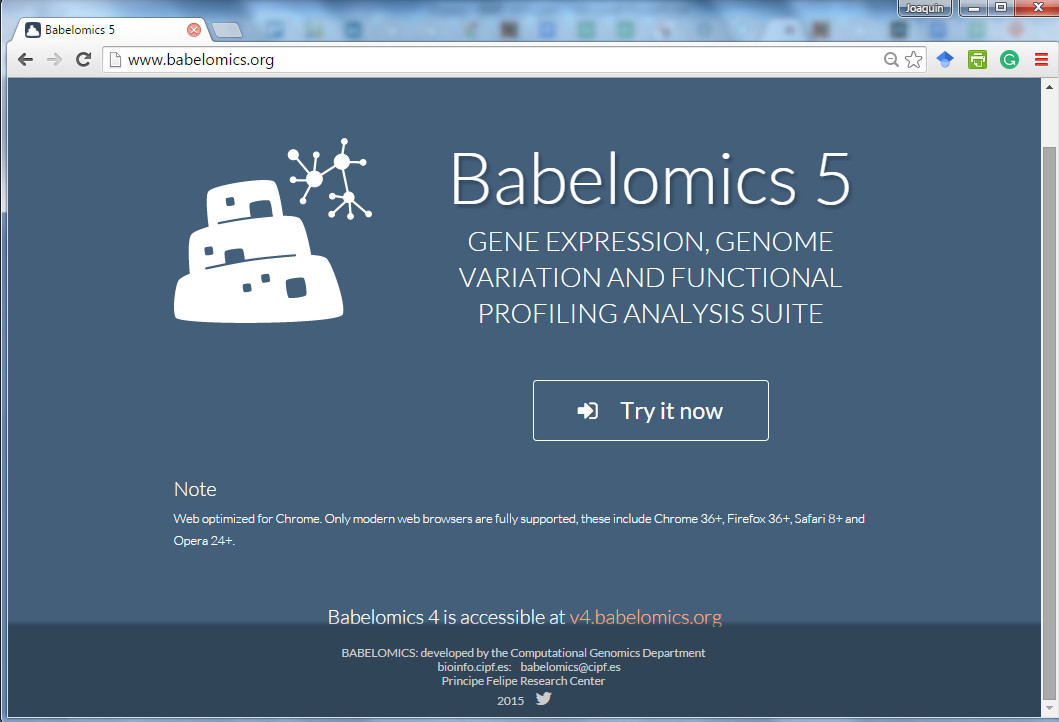 Joaquin
Babelomics 5
www.babelomics.org
Babelomics 5
GENE EXPRESSION, GENOME
VARIATION AND FUNCTIONAL
PROFILING ANALYSIS SUITE
Try it now
Note
Web optimized for Chrome. Only modern web browsers are fully supported, these include Chrome 36+, Firefox 36+, Safari 8+ and
Opera 24+.
Babelomics 4 is accessible at v4.babelomics.org
BABELOMICS: developed by the Computational Genomics Department
bioinfo.cipf.es: babelomics@cipf.es
Principe Felipe Research Center
2015